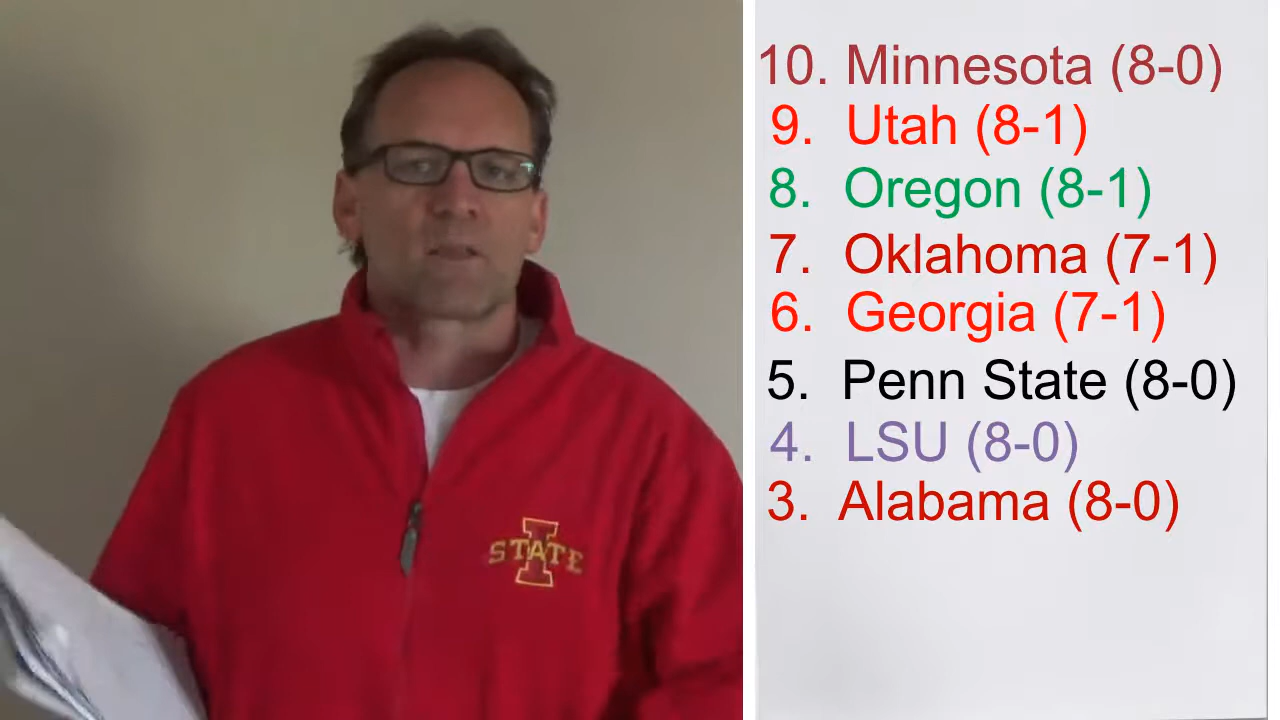 10. Minnesota (8-0)
9. Utah (8-1)
8. Oregon (8-1)
7. Oklahoma (7-1)
6. Georgia (7-1)
5. Penn State (8-0)
4. LSU (8-0)
3. Alabama (8-0)
I STATE